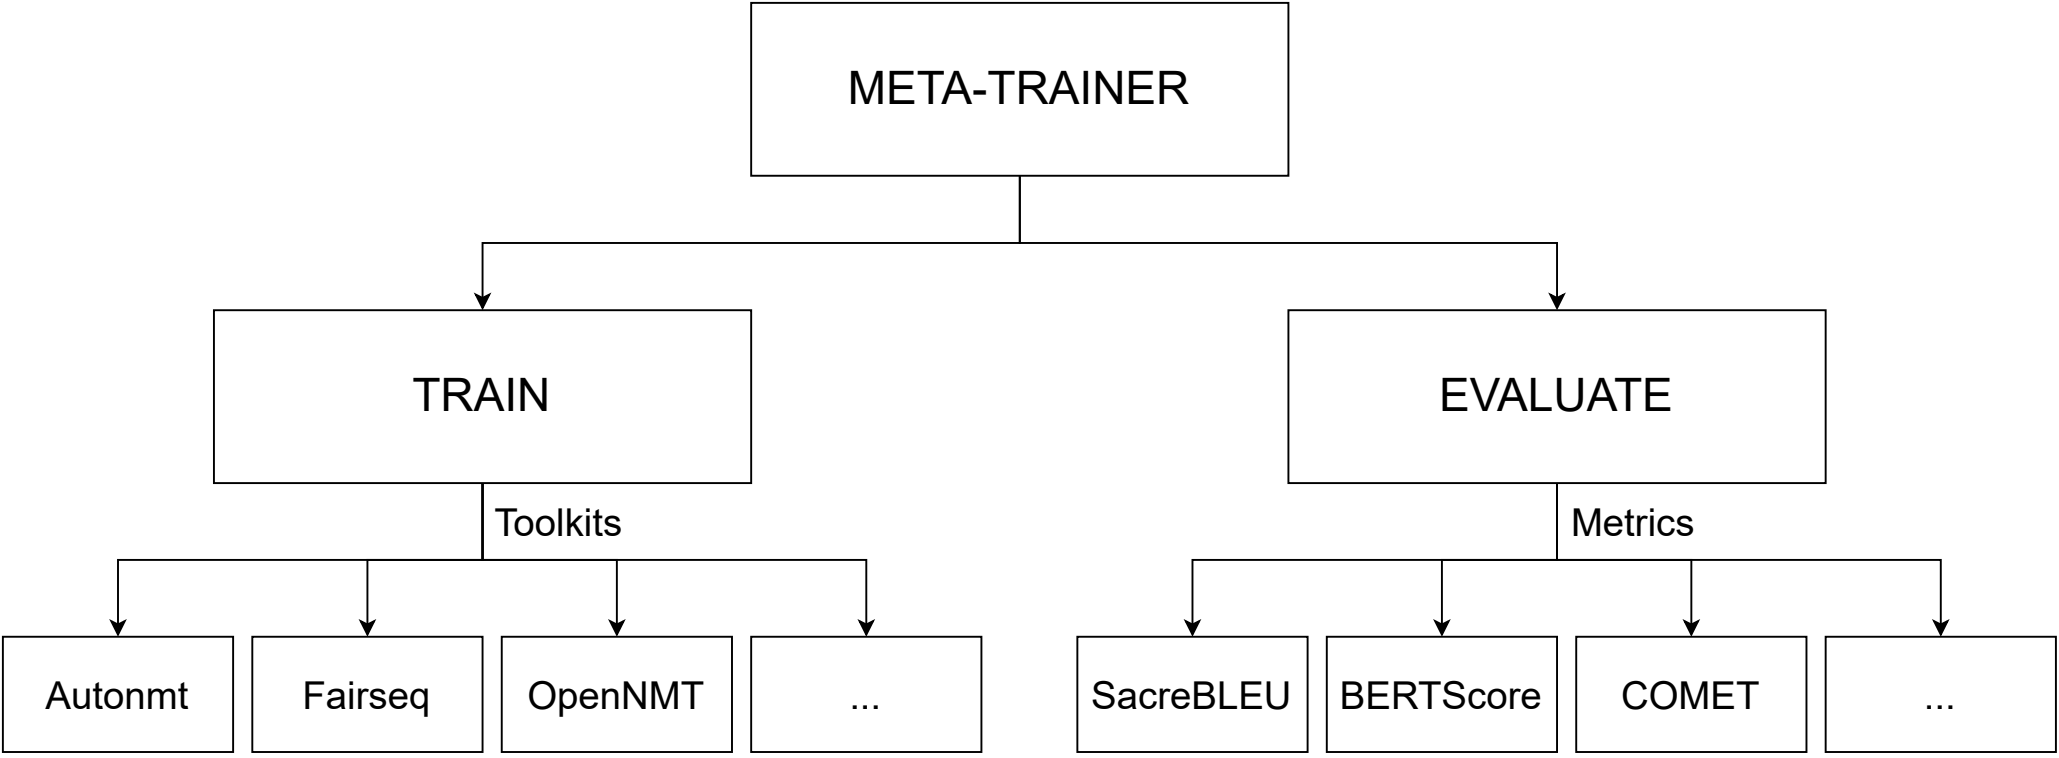 META-TRAINER
TRAIN
EVALUATE
Toolkits
Metrics
Autonmt
Fairseq
OpenNMT
...
SacreBLEU
BERTScore
COMET
...